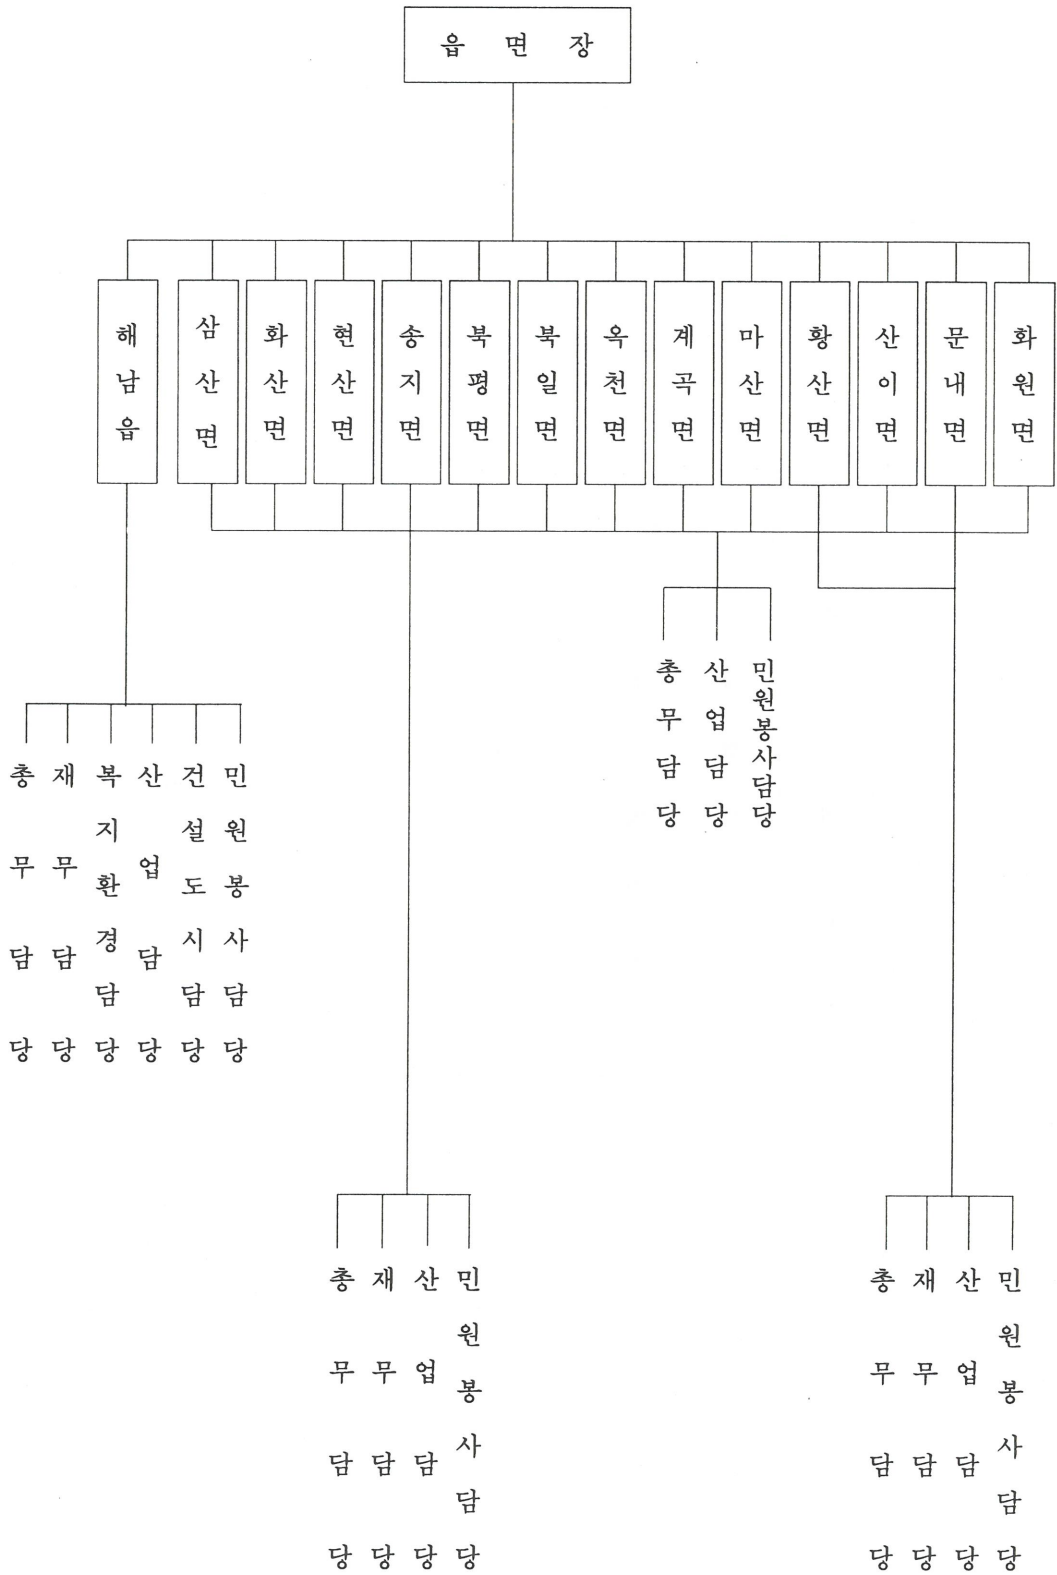 읍 면 장
해남읍
삼산면
화산면
현산면
송지면
북평면
북일면
옥천면
계곡면
마산면
황산면
산이면
문내면
화원면
총무담당
산업담당
민원봉사담당
총무담당
재무담당
복지환경담당
산업담당
건설도시담당
민원봉사담당
총무담당
재무담당
산업담당
민원봉사담당
총무담당
재무담당
산업담당
민원봉사담당